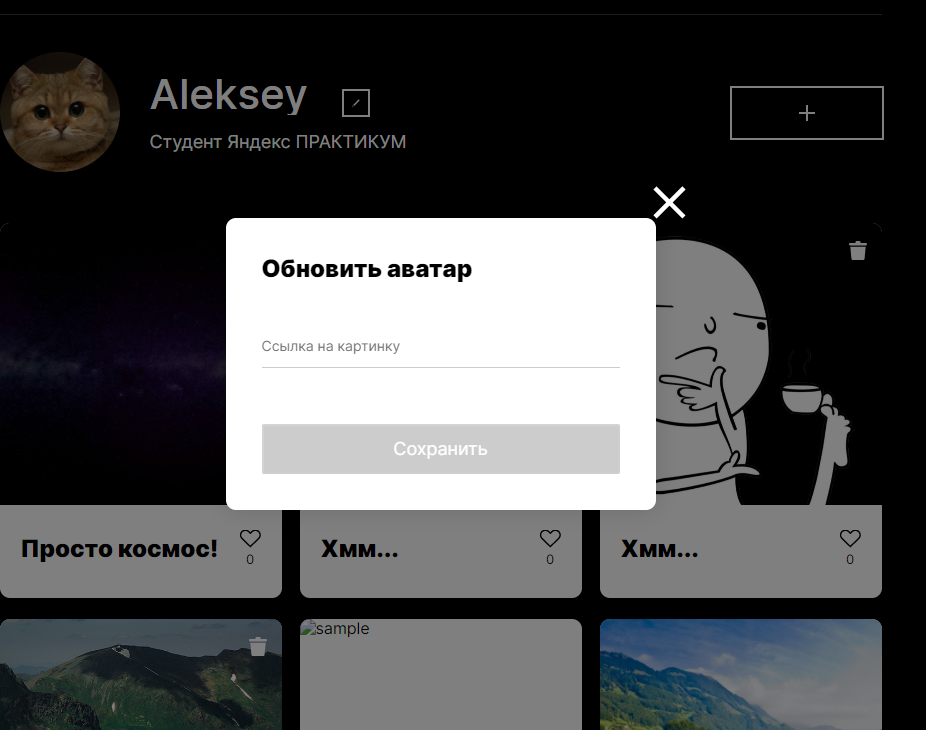 Aleksey
Студент Яндекс ПРАКТИКУМ
Обновить аватар
Ссылка на картинку
Сохранить
Просто космос!
0
Хмм...
0
Хмм...
0
sample